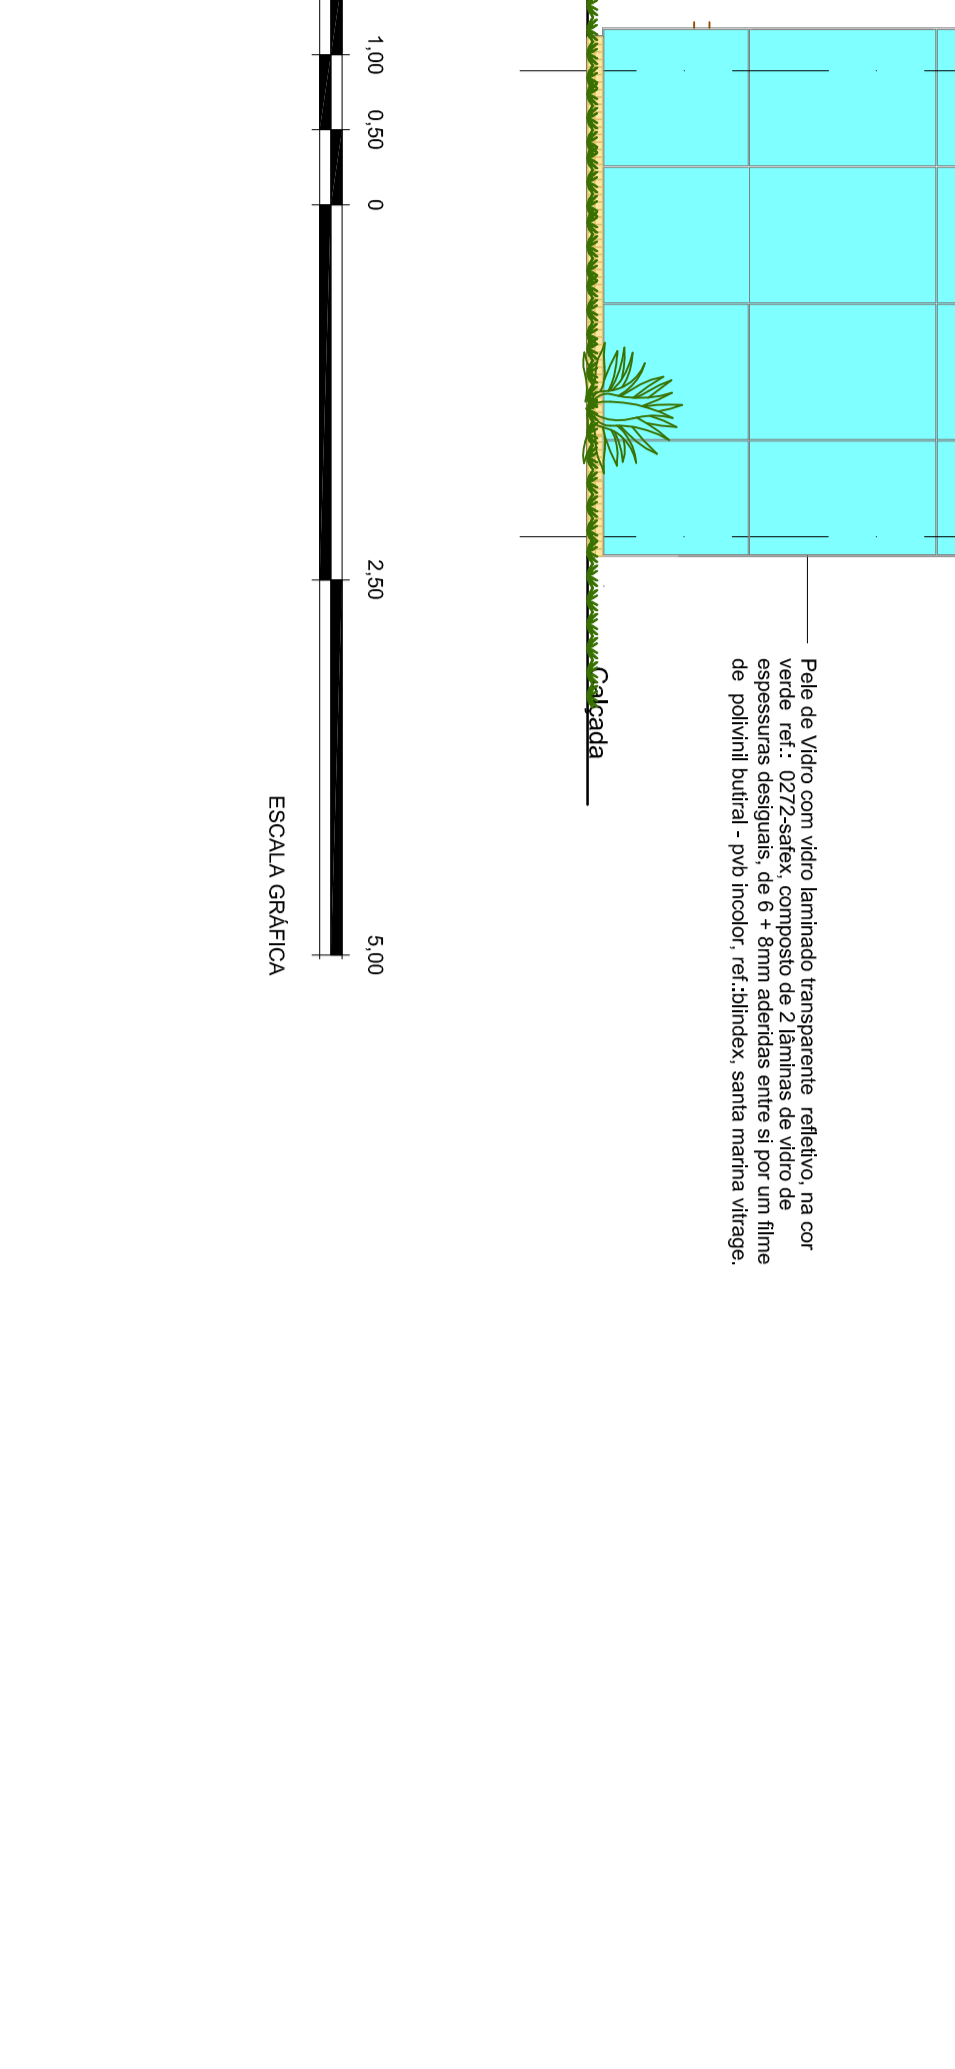 Pele de Vidro com vidro laminado transparente refletivo, na cor
verde ref.: 0272-safex, composto de 2 lâminas de vidro de
espessuras desiguais, de 6 + 8mm aderidas entre si por um filme
de polivinil butiral - pvb incolor, ref.:blindex, santa marina vitrage.
Calçada
1,00 0,50 0 2,50 5,00
ESCALA GRÁFICA